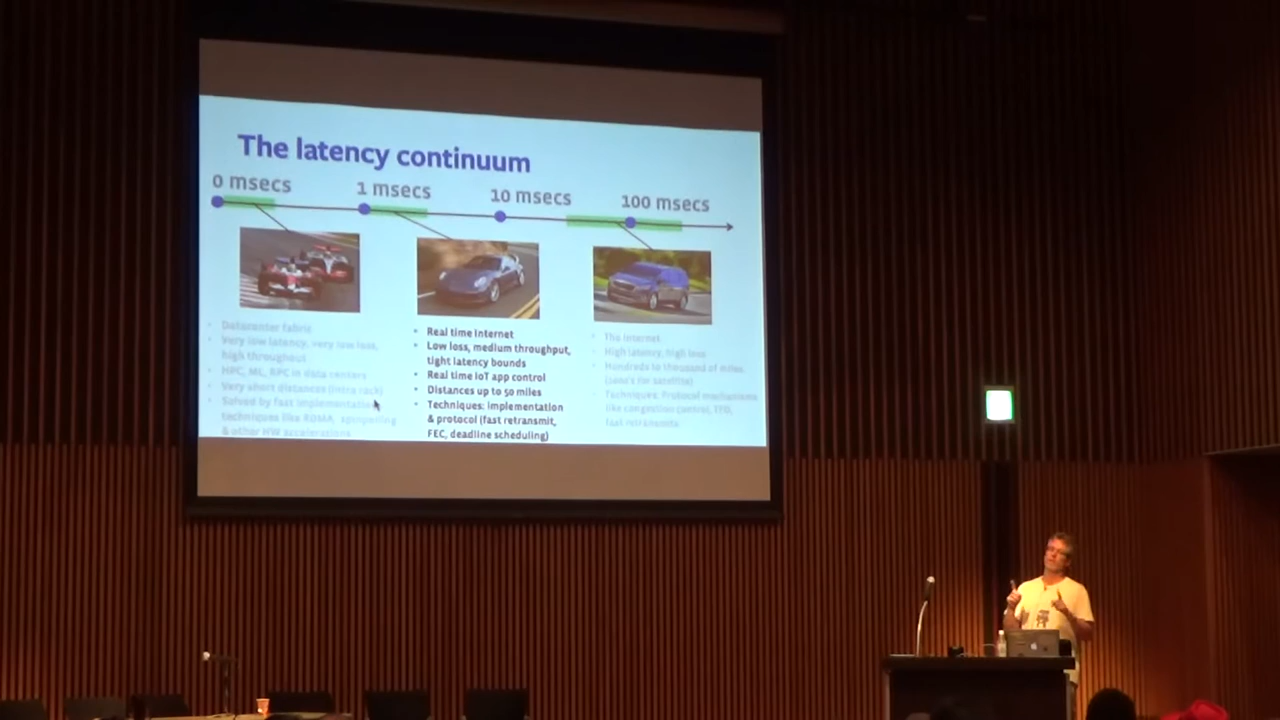 The latency continuum
0 msecs
1 msecs
10 msecs
100 msecs
• Datacenter fabric
• Very low latency, very low loss,
high throughput
• HPC, ML, RPC in data centers
• Very short distances (intra rack)
• Solved by fast implementation
techniques like RDMA,
& other HW accelerations
• Real time Internet
• Low loss, medium throughput,
tight latency bounds
• Real time IoT app control
• Distances up to 50 miles
• Techniques: Implementation
& protocol (fast retransmit,
FEC, deadline scheduling)
• The Internet
• High latency, high loss
• Hundreds to thousand of miles
for satellite)
• Techniques: Protocol mechanisms
like congestion control, TFO,
fast retransmits